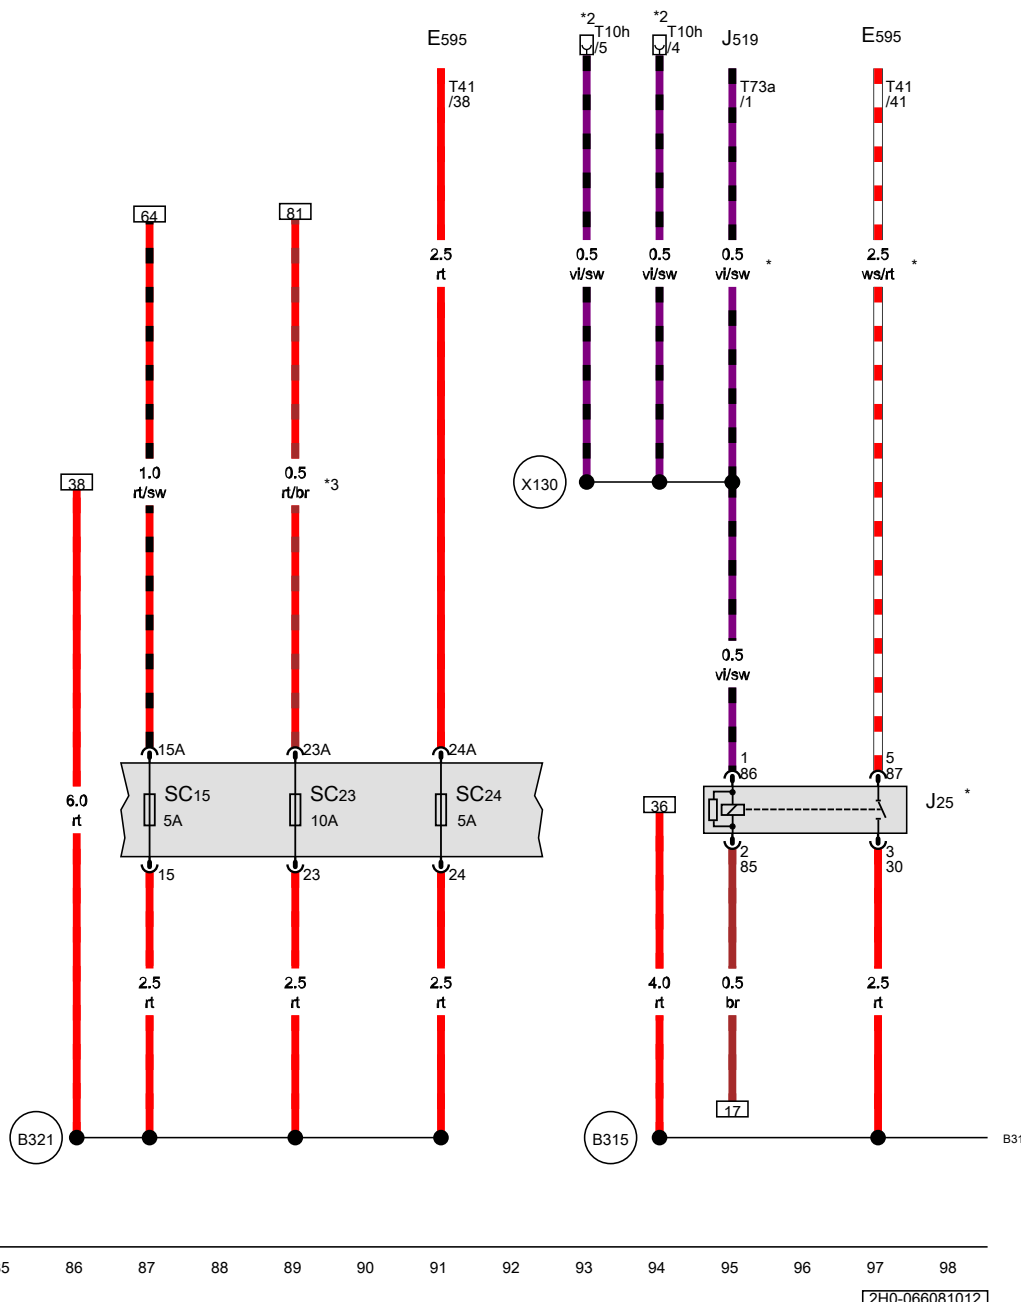 E595
*2
T10h
/5
*2
T10h
/4
J519
E595
T41
/38
T73a
/1
T41
/41
64
81
2.5
rt
0.5
vi/sw
0.5
vi/sw
0.5
vi/sw
*
2.5
ws/rt
*
38
1.0
rt/sw
0.5
rt/br
*3
X130
0.5
vi/sw
15A
23A
24A
1
86
5
87
6.0
rt
SC15
5A
SC23
10A
SC24
5A
36
J25 *
15
23
24
2
85
3
30
2.5
rt
2.5
rt
2.5
rt
4.0
rt
0.5
br
2.5
rt
17
B321
B315
B31
86 87 88 89 90 91 92 93 94 95 96 97 98
2H0-066081012